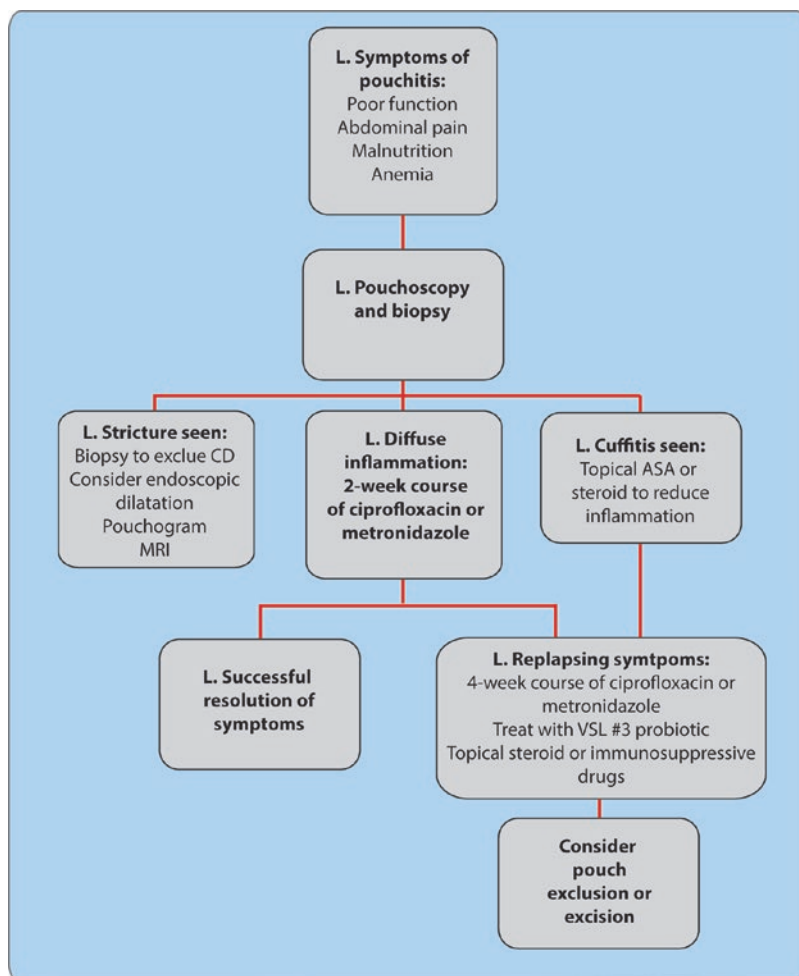 L. Symptoms of
pouchitis:
Poor function
Abdominal pain
Malnutrition
Anemia
L. Pouchoscopy
and biopsy
L. Stricture seen:
Biopsy to exclue CD
Consider endoscopic
dilatation
Pouchogram
MRI
L. Diffuse
inflammation:
2-week course
of ciprofloxacin or
metronidazole
L. Cuffitis seen:
Topical ASA or
steroid to reduce
inflammation
L. Successful
resolution of
symptoms
L. Replapsing symtpoms:
4-week course of ciprofloxacin or
metronidazole
Treat with VSL #3 probiotic
Topical steroid or immunosuppressive
drugs
Consider
pouch
exclusion or
excision